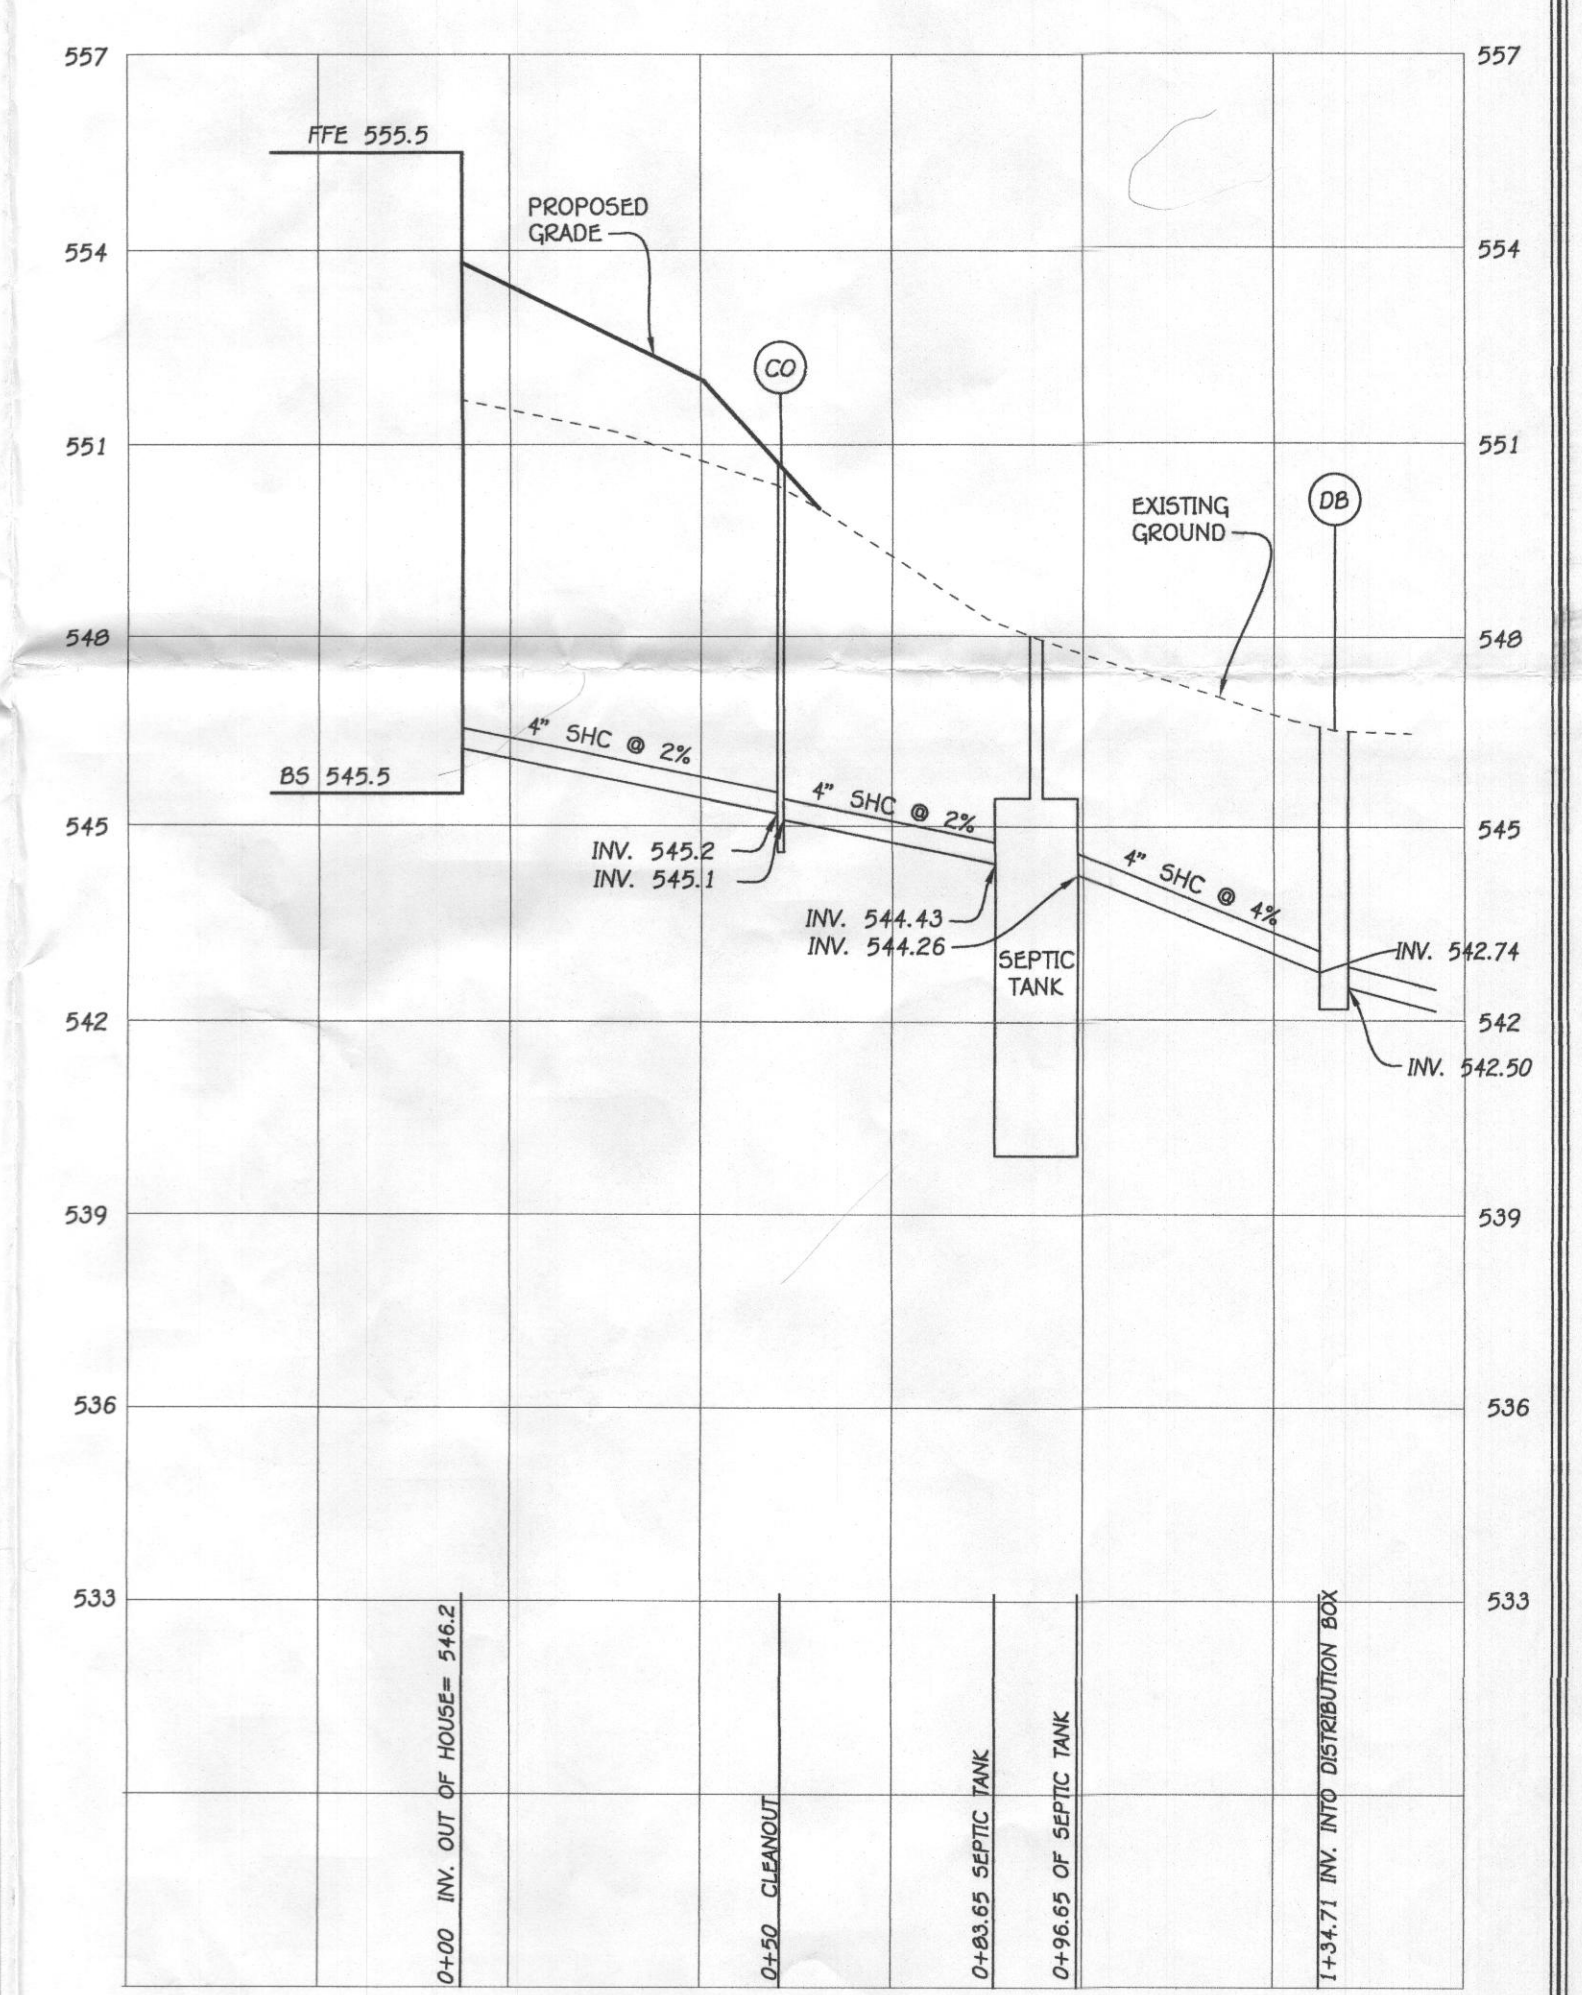 557
557
FFE 555.5
PROPOSED
GRADE
554
554
CO
551
551
EXISTING
GROUND
DB
548
548
4" SHC @ 2%
BS 545.5
4" SHC @ 2%
545
545
INV. 545.2
INV. 545.1
4" SHC @ 4%
INV. 544.43
INV. 544.26
SEPTIC
TANK
INV. 542.74
542
542
INV. 542.50
539
539
536
536
533
533
0+00 INV. OUT OF HOUSE= 546.2
0+50 CLEANOUT
0+83.65 SEPTIC TANK
0+96.65 OF SEPTIC TANK
1+34.71 INV. INTO DISTRIBUTION BOX